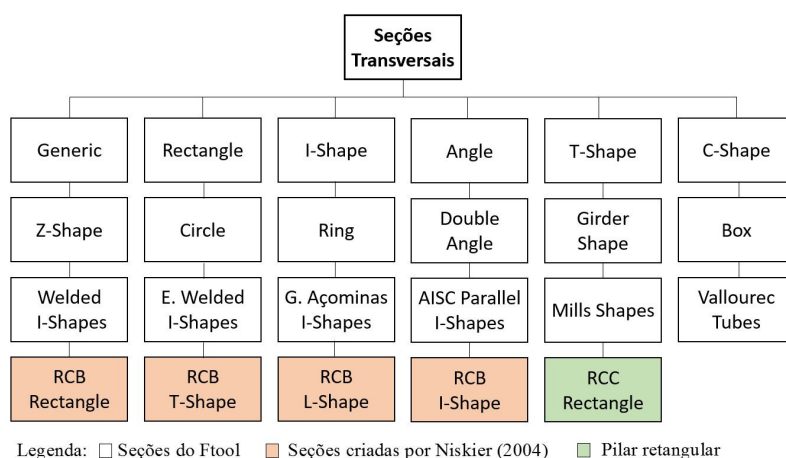 Seções
Transversais
Generic
Rectangle
I-Shape
Angle
T-Shape
C-Shape
Z-Shape
Circle
Ring
Double
Angle
Girder
Shape
Box
Welded
I-Shapes
E. Welded
I-Shapes
G. Açominas
I-Shapes
AISC Parallel
I-Shapes
Mills Shapes
Vallourec
Tubes
RCB
Rectangle
RCB
T-Shape
RCB
L-Shape
RCB
I-Shape
RCC
Rectangle
Legenda: Seções do Ftool Seções criadas por Niskier (2004) Pilar retangular